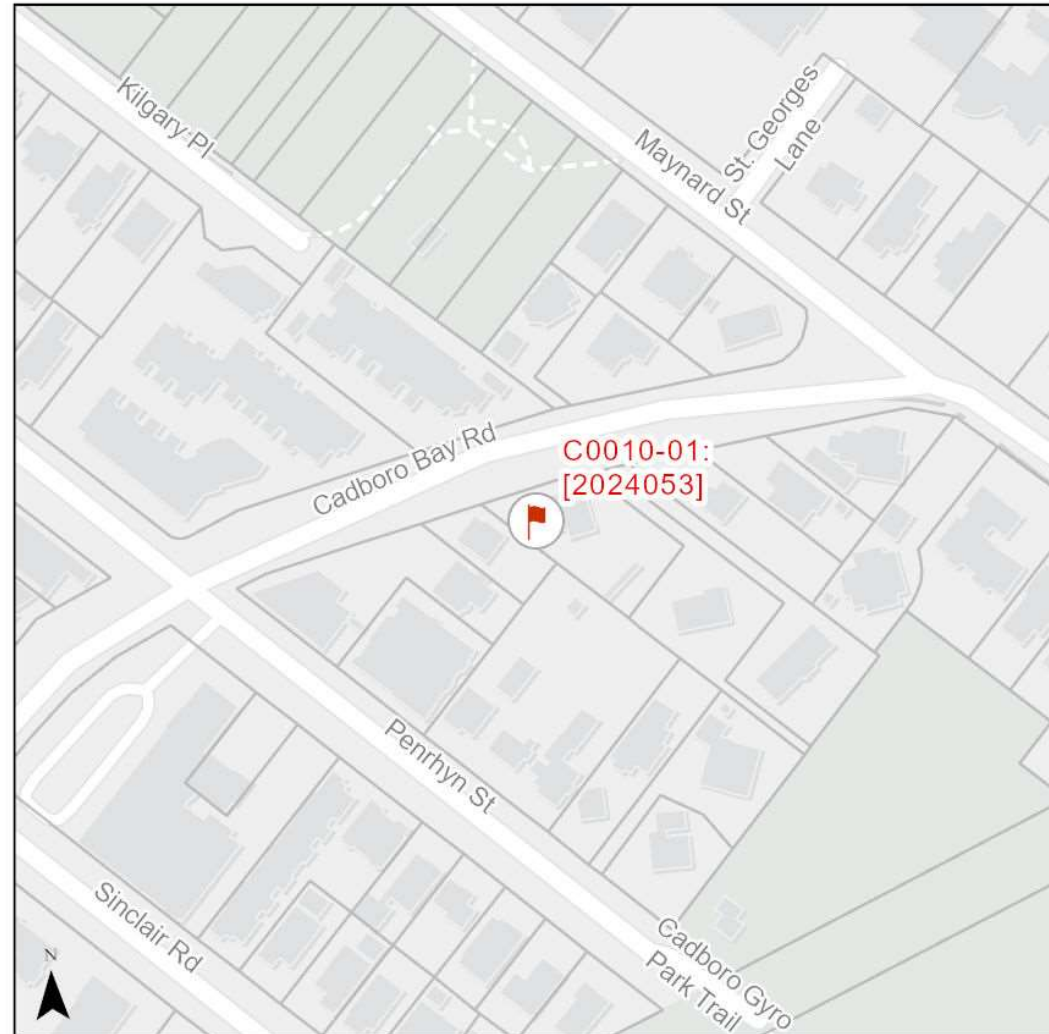 Kilgary Pl
St. Georges
Lane
Maynard St
Cadboro Bay Rd
C0010-01:
[2024053]
Penrhyn St
Sinclair Rd
Cadboro Gyro
Park Trail
N